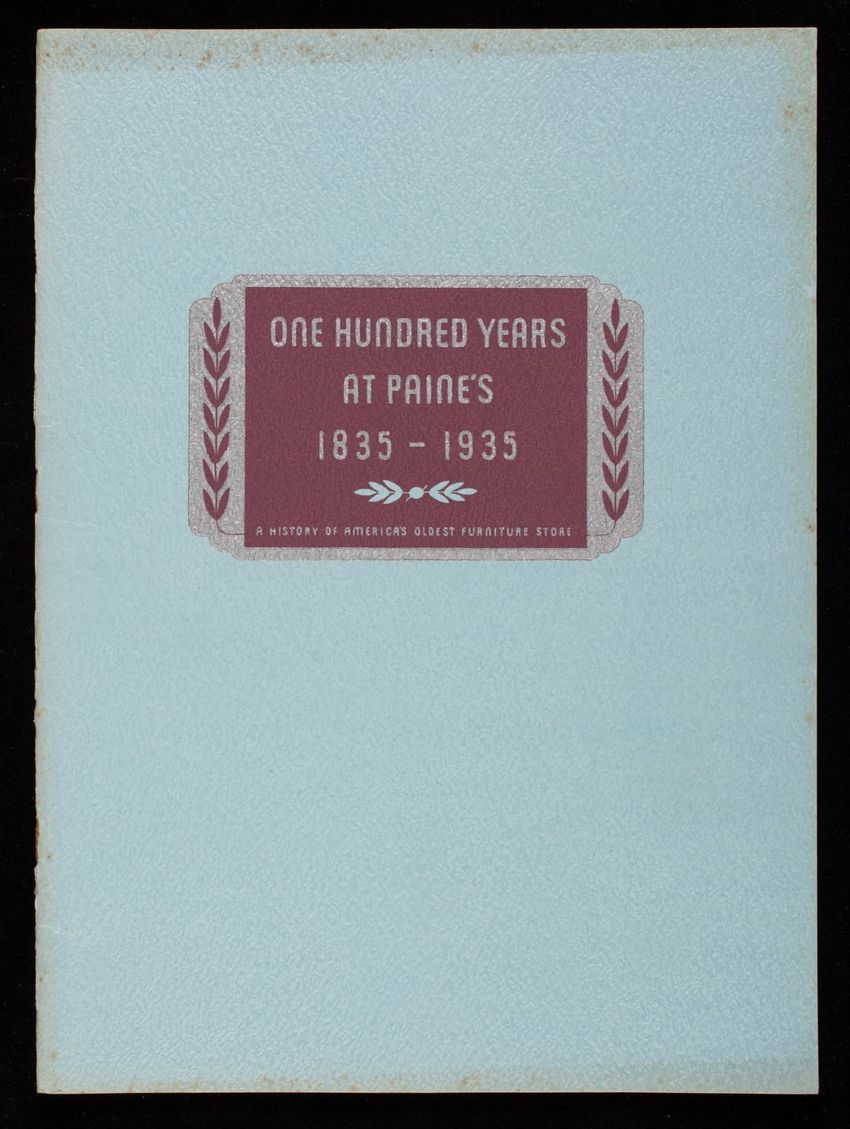 ONE HUNDRED YEARS
AT PAINE'S
1835 - 1935
A HISTORY OF AMERICA'S OLDEST FURNITURE STORE